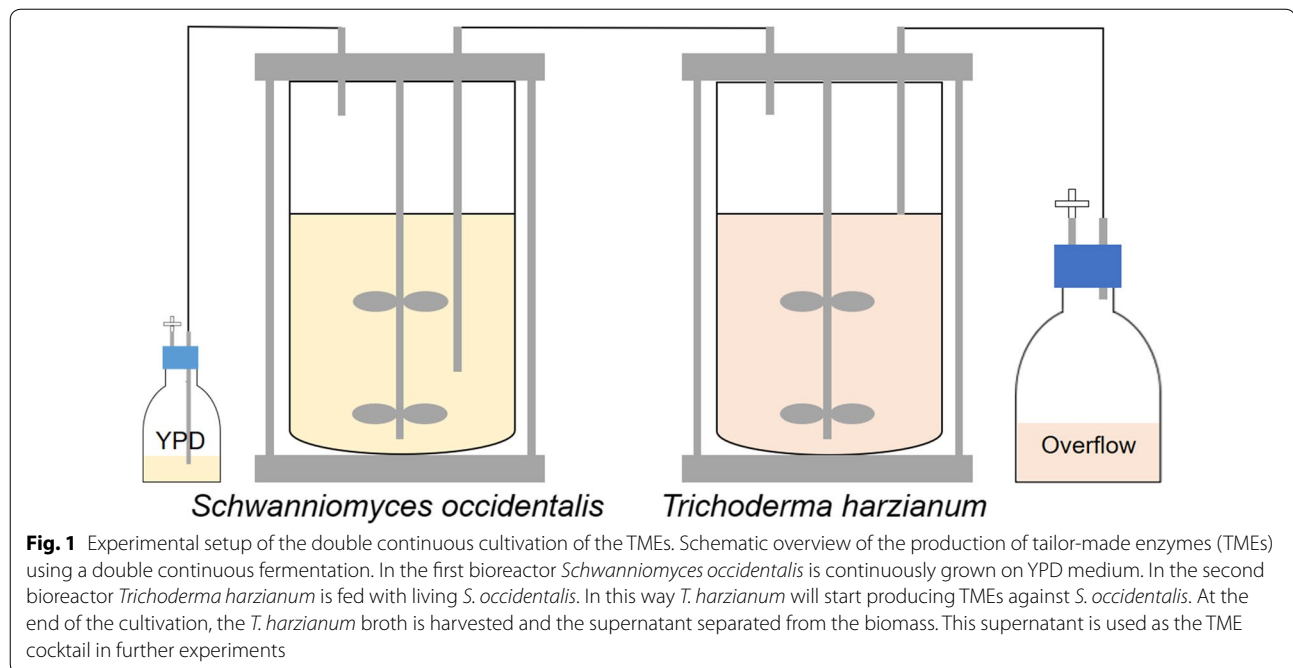 YPD
Overflow
Schwanniomyces occidentalis
Trichoderma harzianum
Fig. 1 Experimental setup of the double continuous cultivation of the TMEs. Schematic overview of the production of tailor-made enzymes (TMEs)
using a double continuous fermentation. In the first bioreactor Schwanniomyces occidentalis is continuously grown on YPD medium. In the second
bioreactor Trichoderma harzianum is fed with living S. occidentalis. In this way T. harzianum will start producing TMEs against S. occidentalis. At the
end of the cultivation, the T. harzianum broth is harvested and the supernatant separated from the biomass. This supernatant is used as the TME
cocktail in further experiments